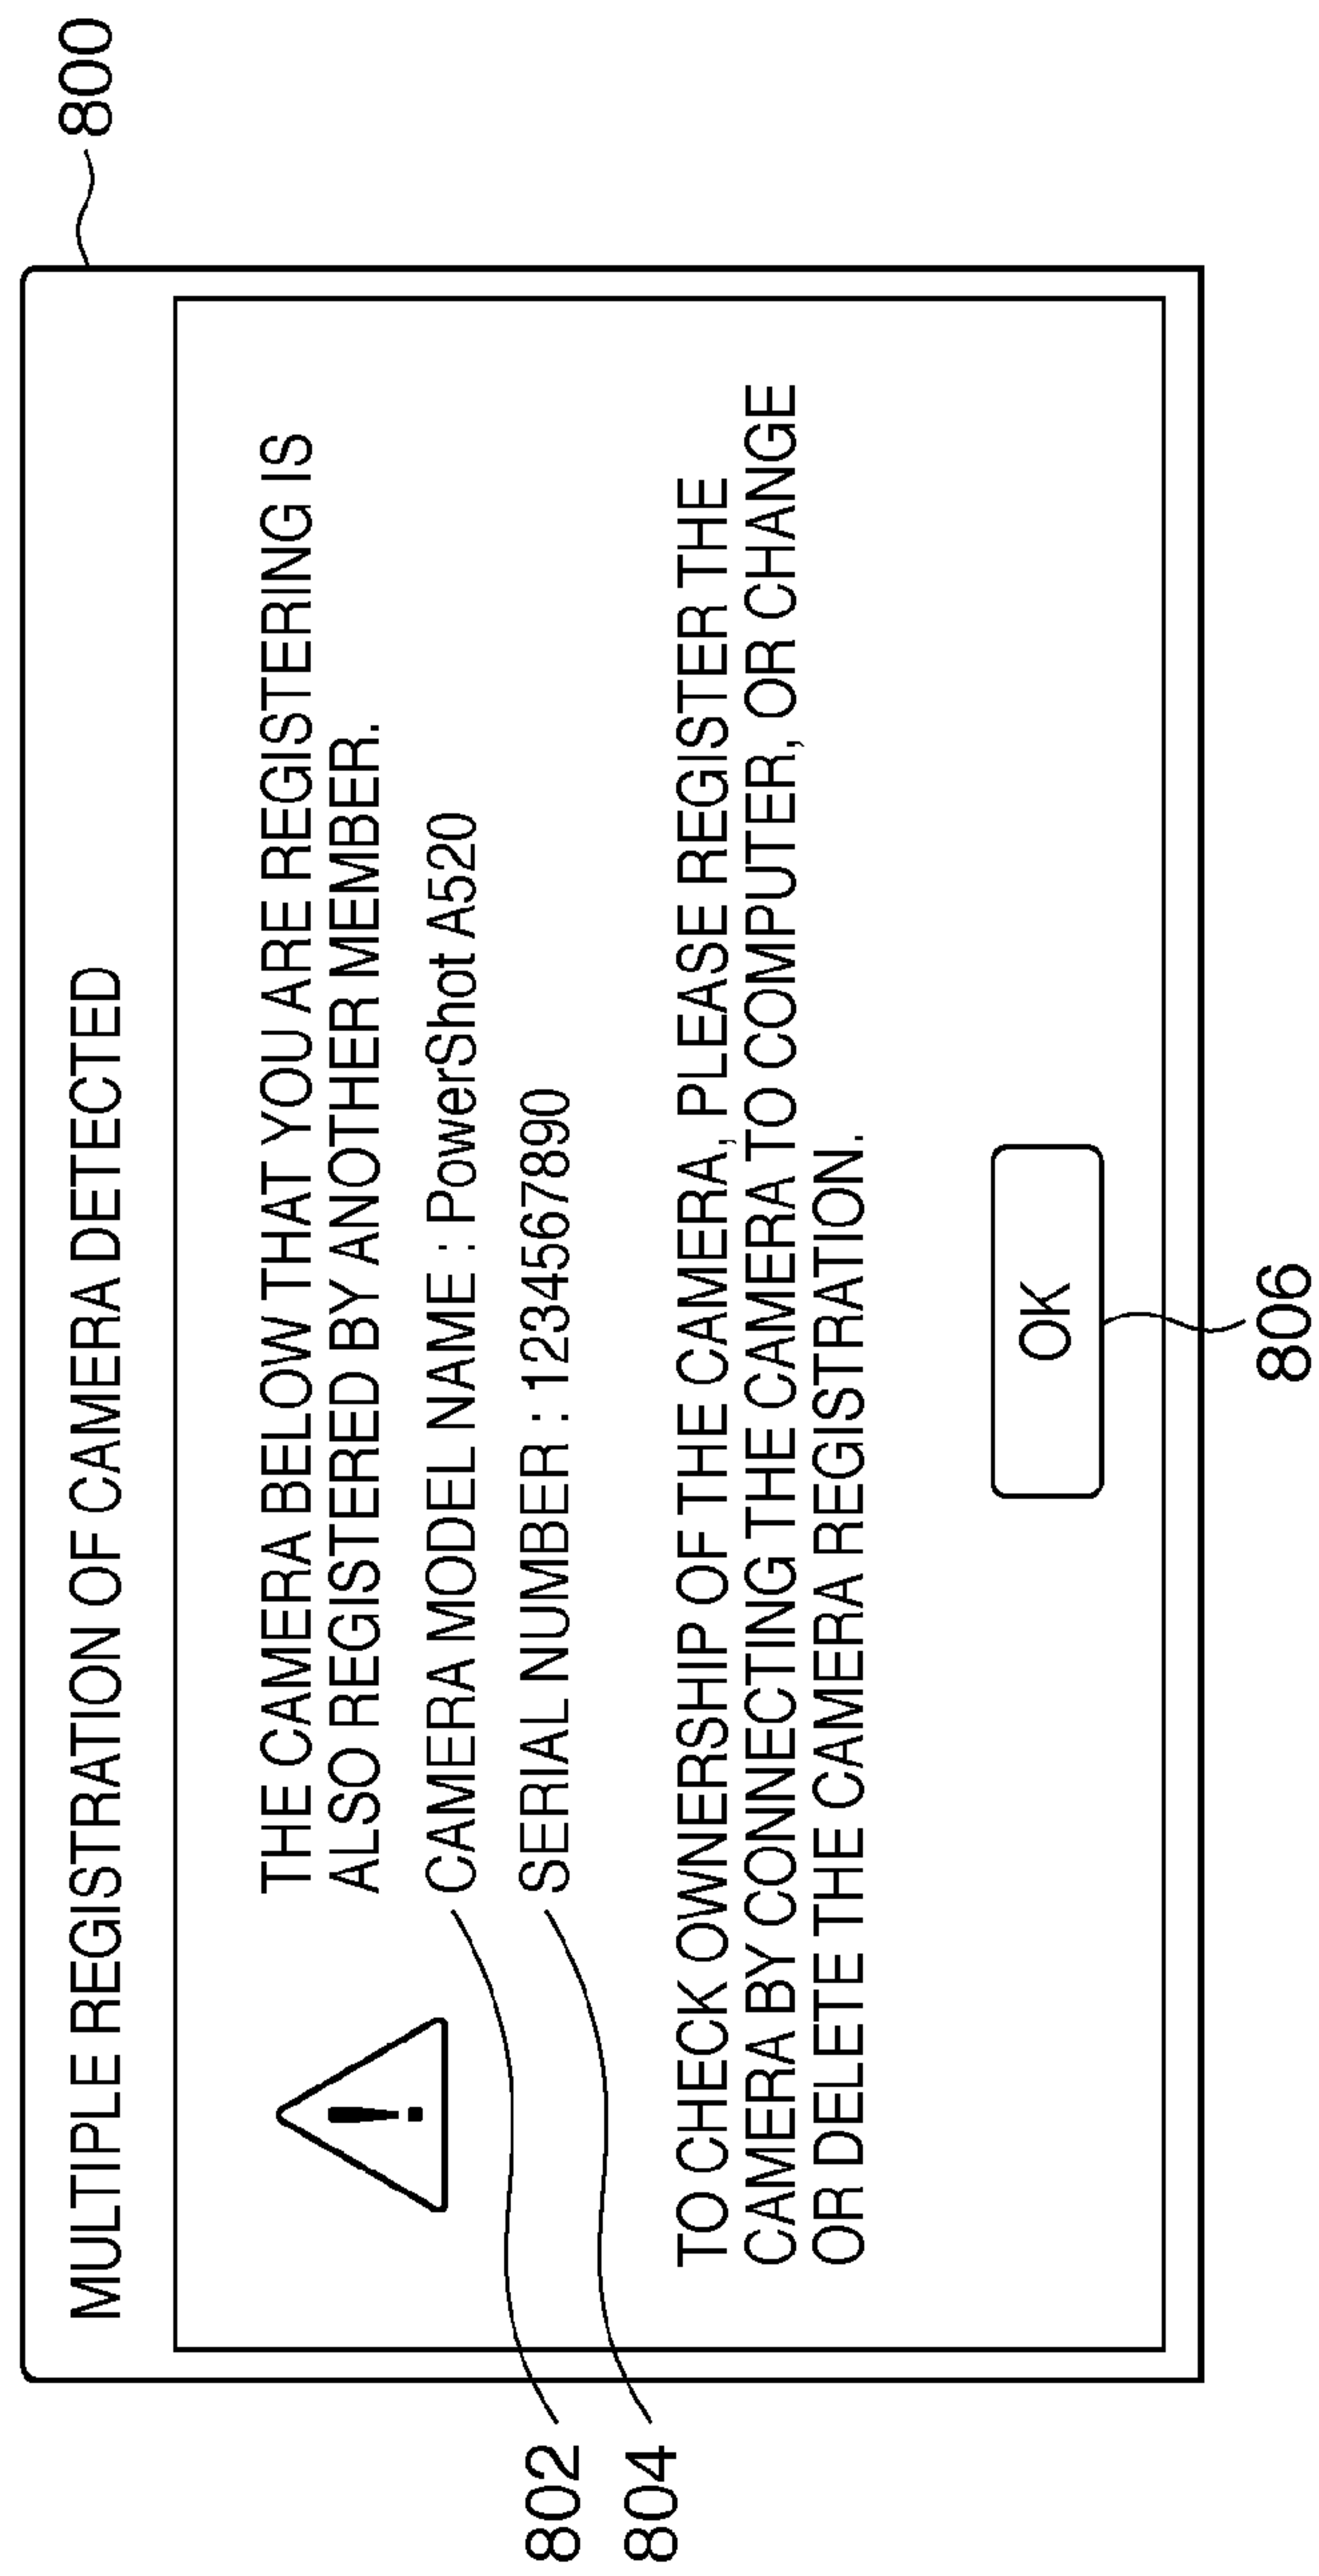 800
MULTIPLE REGISTRATION OF CAMERA DETECTED
THE CAMERA BELOW THAT YOU ARE REGISTERING IS
ALSO REGISTERED BY ANOTHER MEMBER.
802
CAMERA MODEL NAME : PowerShot A520
804
SERIAL NUMBER : 1234567890
TO CHECK OWNERSHIP OF THE CAMERA, PLEASE REGISTER THE
CAMERA BY CONNECTING THE CAMERA TO COMPUTER, OR CHANGE
OR DELETE THE CAMERA REGISTRATION.
OK
806